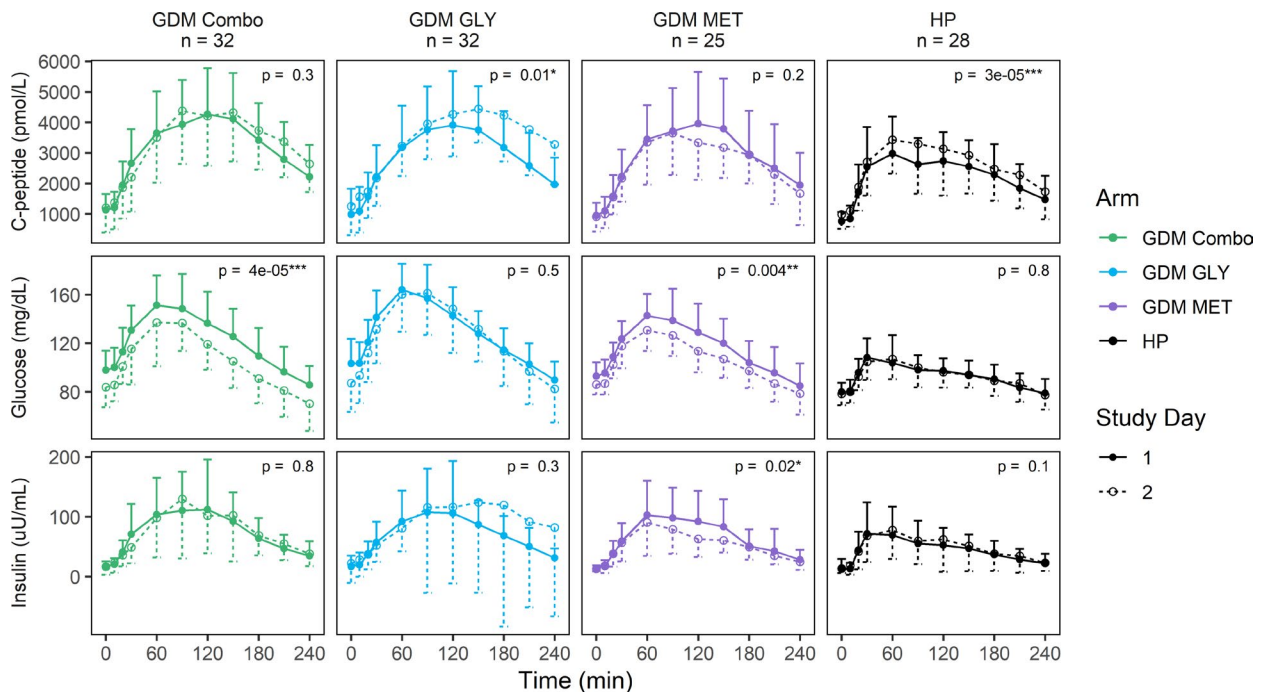 GDM Combo
n = 32
GDM GLY
n = 32
GDM MET
n = 25
HP
n = 28
C-peptide (pmol/L)
6000
5000
4000
3000
2000
1000
p = 0.3
p = 0.01*
p = 0.2
p = 3e-05***
Glucose (mg/dL)
160
120
80
p = 4e-05***
p = 0.5
p = 0.004**
p = 0.8
Insulin (uU/mL)
200
100
0
p = 0.8
p = 0.3
p = 0.02*
p = 0.1
0 60 120 180 240
0 60 120 180 240
0 60 120 180 240
0 60 120 180 240
Time (min)
Arm
GDM Combo
GDM GLY
GDM MET
HP
Study Day
1
2